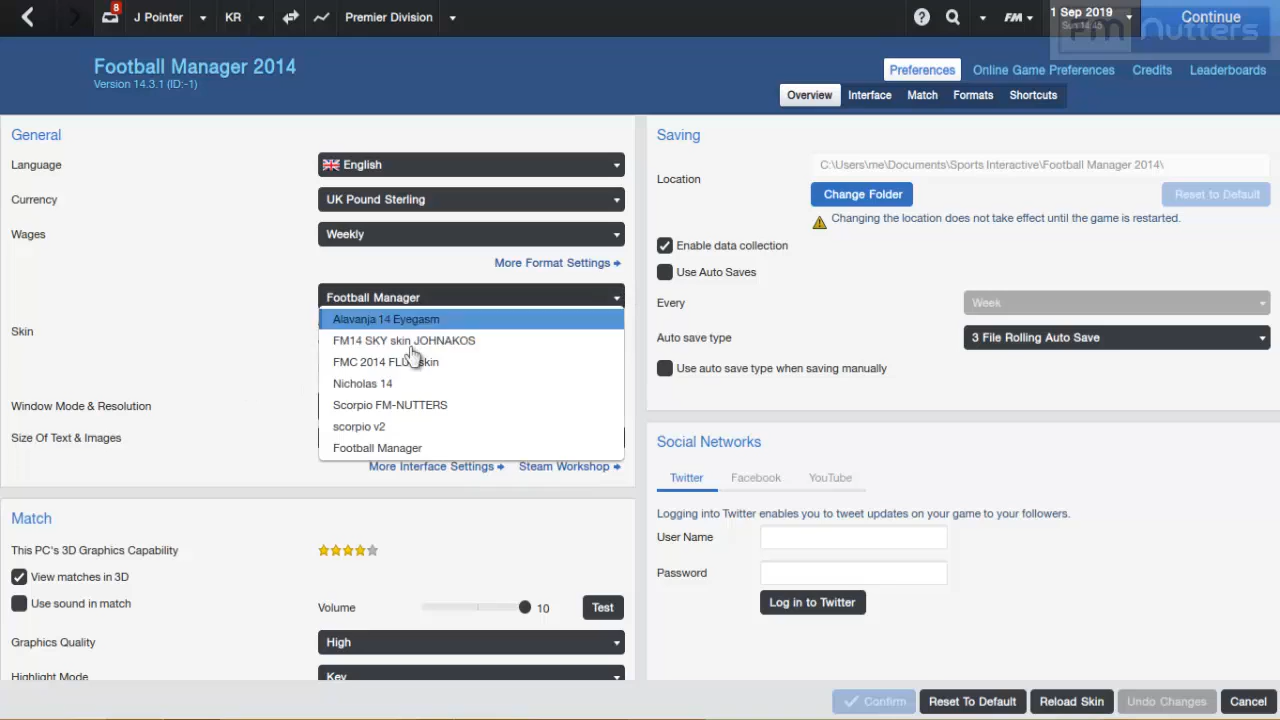 8 J Pointer KR Premier Division FM 1 Sep 2019 Continue
Sun 14:45
FM Nutters
Football Manager 2014
Version 14.3.1 (ID:-1)
Preferences Online Game Preferences Credits Leaderboards
Overview Interface Match Formats Shortcuts
General
Language English
Currency UK Pound Sterling
Wages Weekly
More Format Settings
Skin Football Manager
Alavanja 14 Eyegasm
FM14 SKY skin JOHNAKOS
FMC 2014 FLUT skin
Nicholas 14
Scorpio FM-NUTTERS
scorpio v2
Football Manager
Window Mode & Resolution
Size Of Text & Images
More Interface Settings Steam Workshop
Match
This PC's 3D Graphics Capability
View matches in 3D
Use sound in match Volume 10 Test
Graphics Quality High
Highlight Mode Key
Saving
Location C:\Users\me\Documents\Sports Interactive\Football Manager 2014\
Change Folder Reset to Default
Changing the location does not take effect until the game is restarted.
Enable data collection
Use Auto Saves
Every Week
Auto save type 3 File Rolling Auto Save
Use auto save type when saving manually
Social Networks
Twitter Facebook YouTube
Logging into Twitter enables you to tweet updates on your game to your followers.
User Name
Password
Log in to Twitter
Confirm Reset To Default Reload Skin Undo Changes Cancel